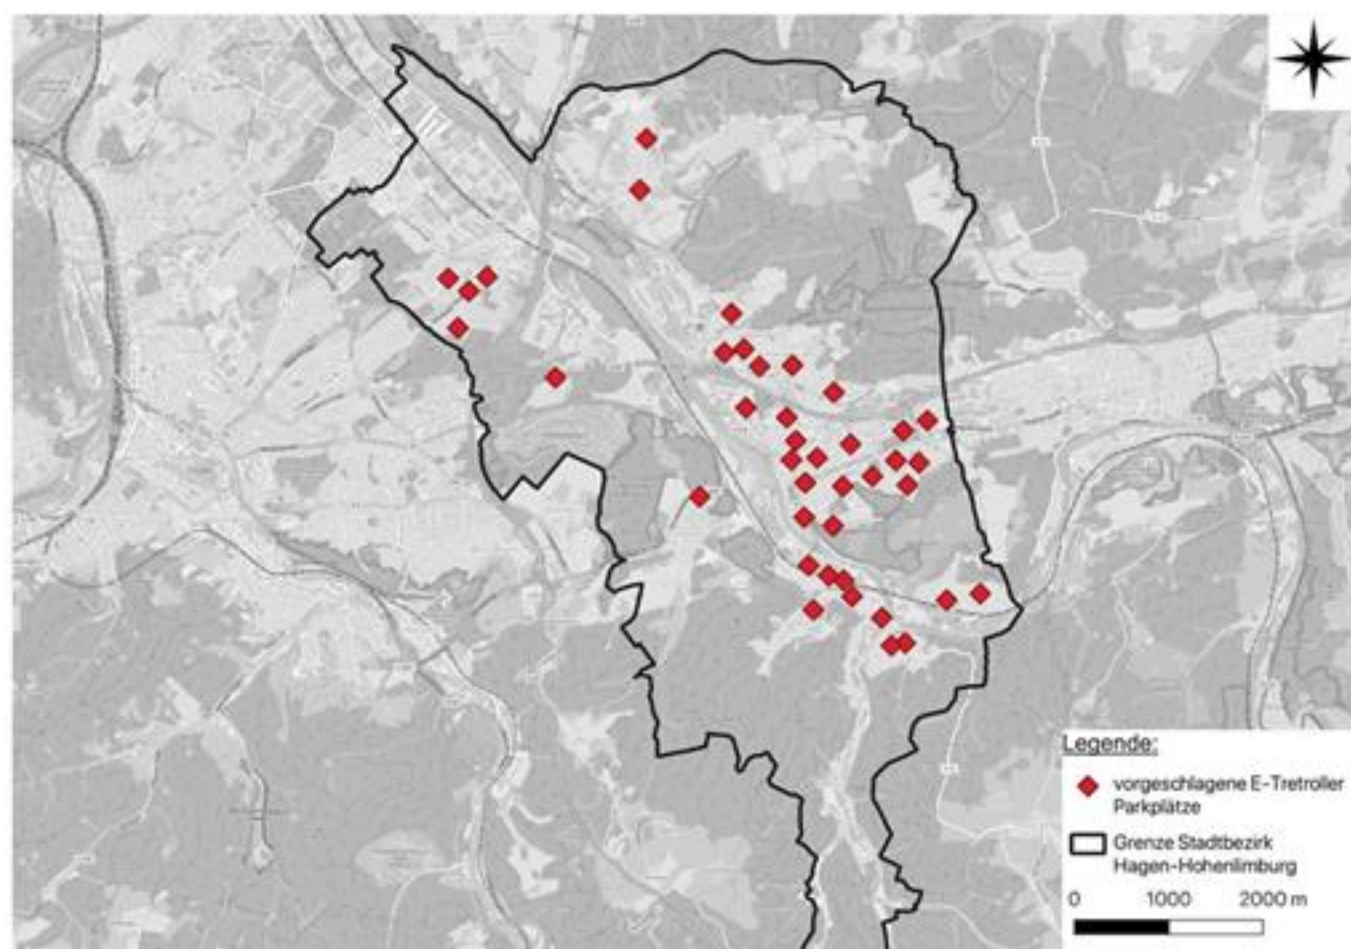 Legende:
vorgeschlagene E-Tretroller
Parkplätze
Grenze Stadtbezirk
Hagen-Hohenlimburg
0 1000 2000 m